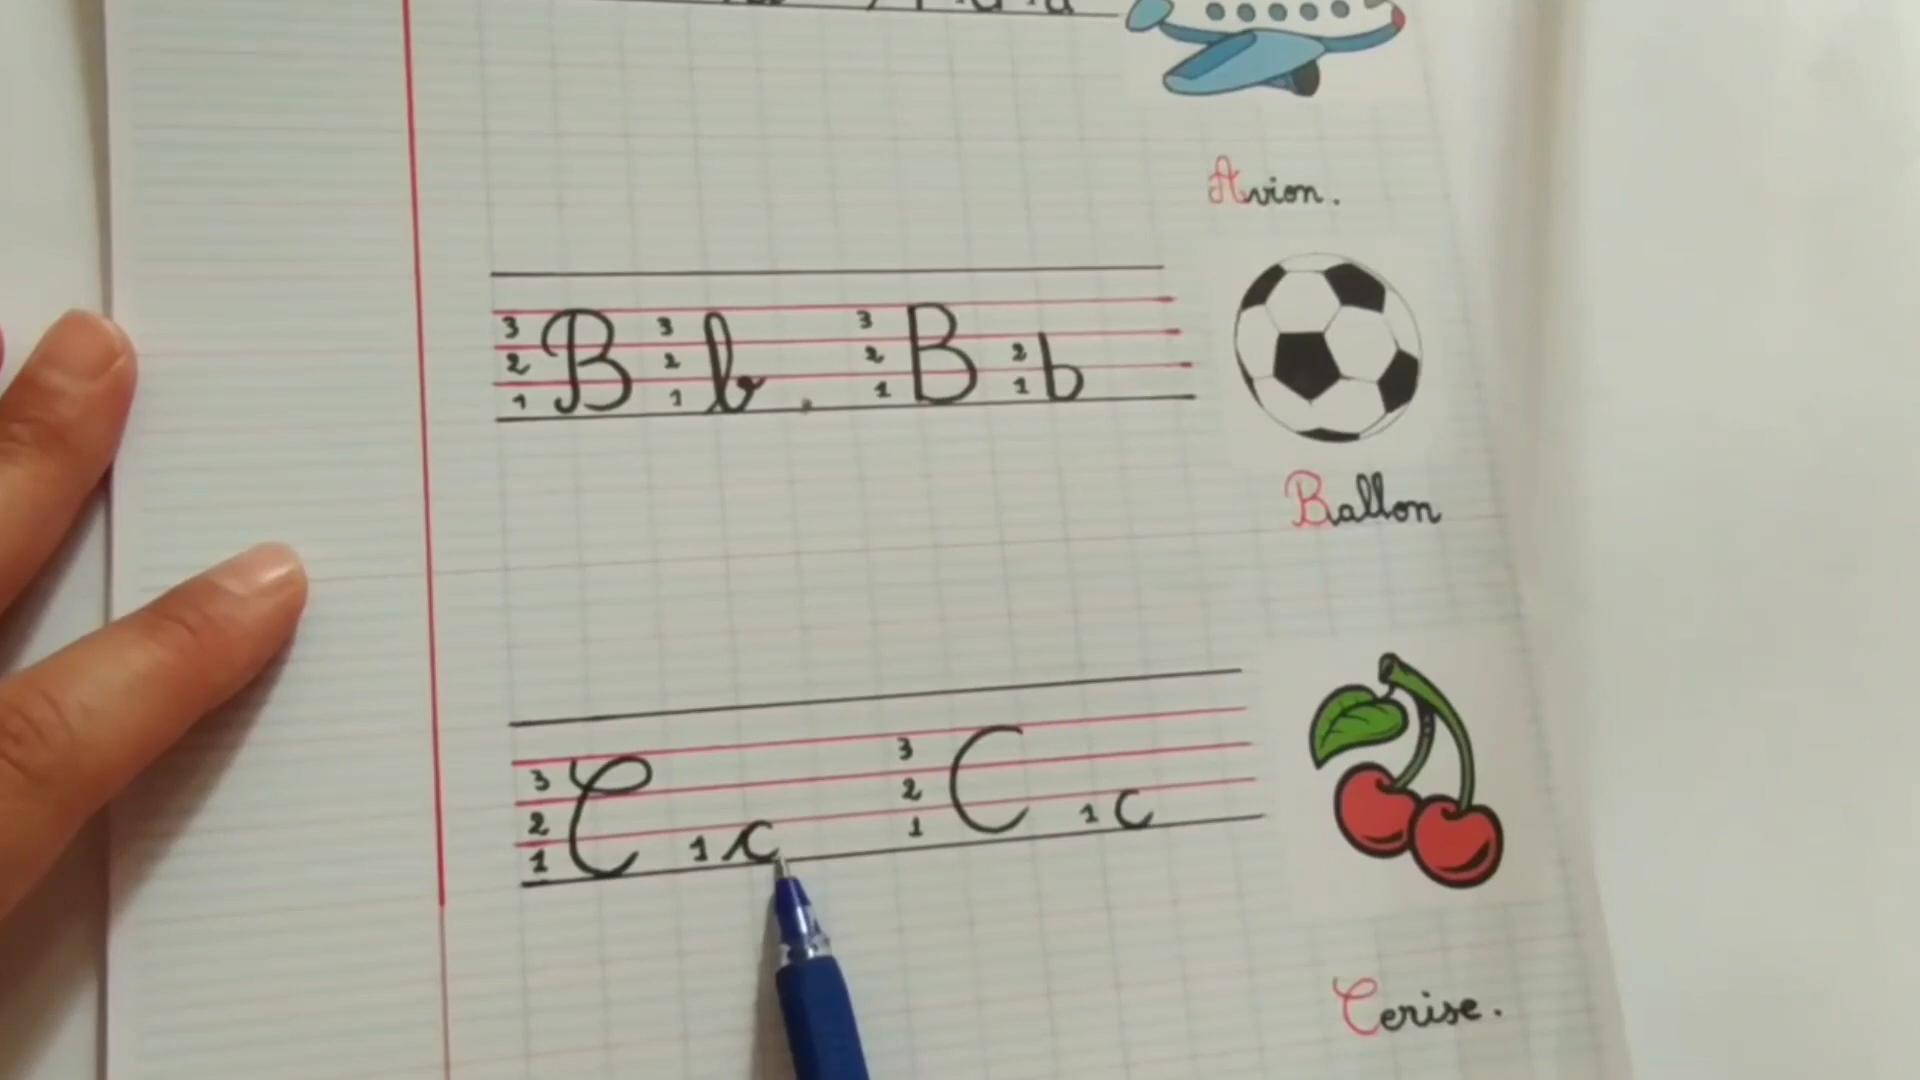 Avion.
3 2 1 B 3 2 1 b . 3 2 1 B 2 1 b
Ballon
3 2 1 C 1 c 3 2 1 C 1 c
Cerise.